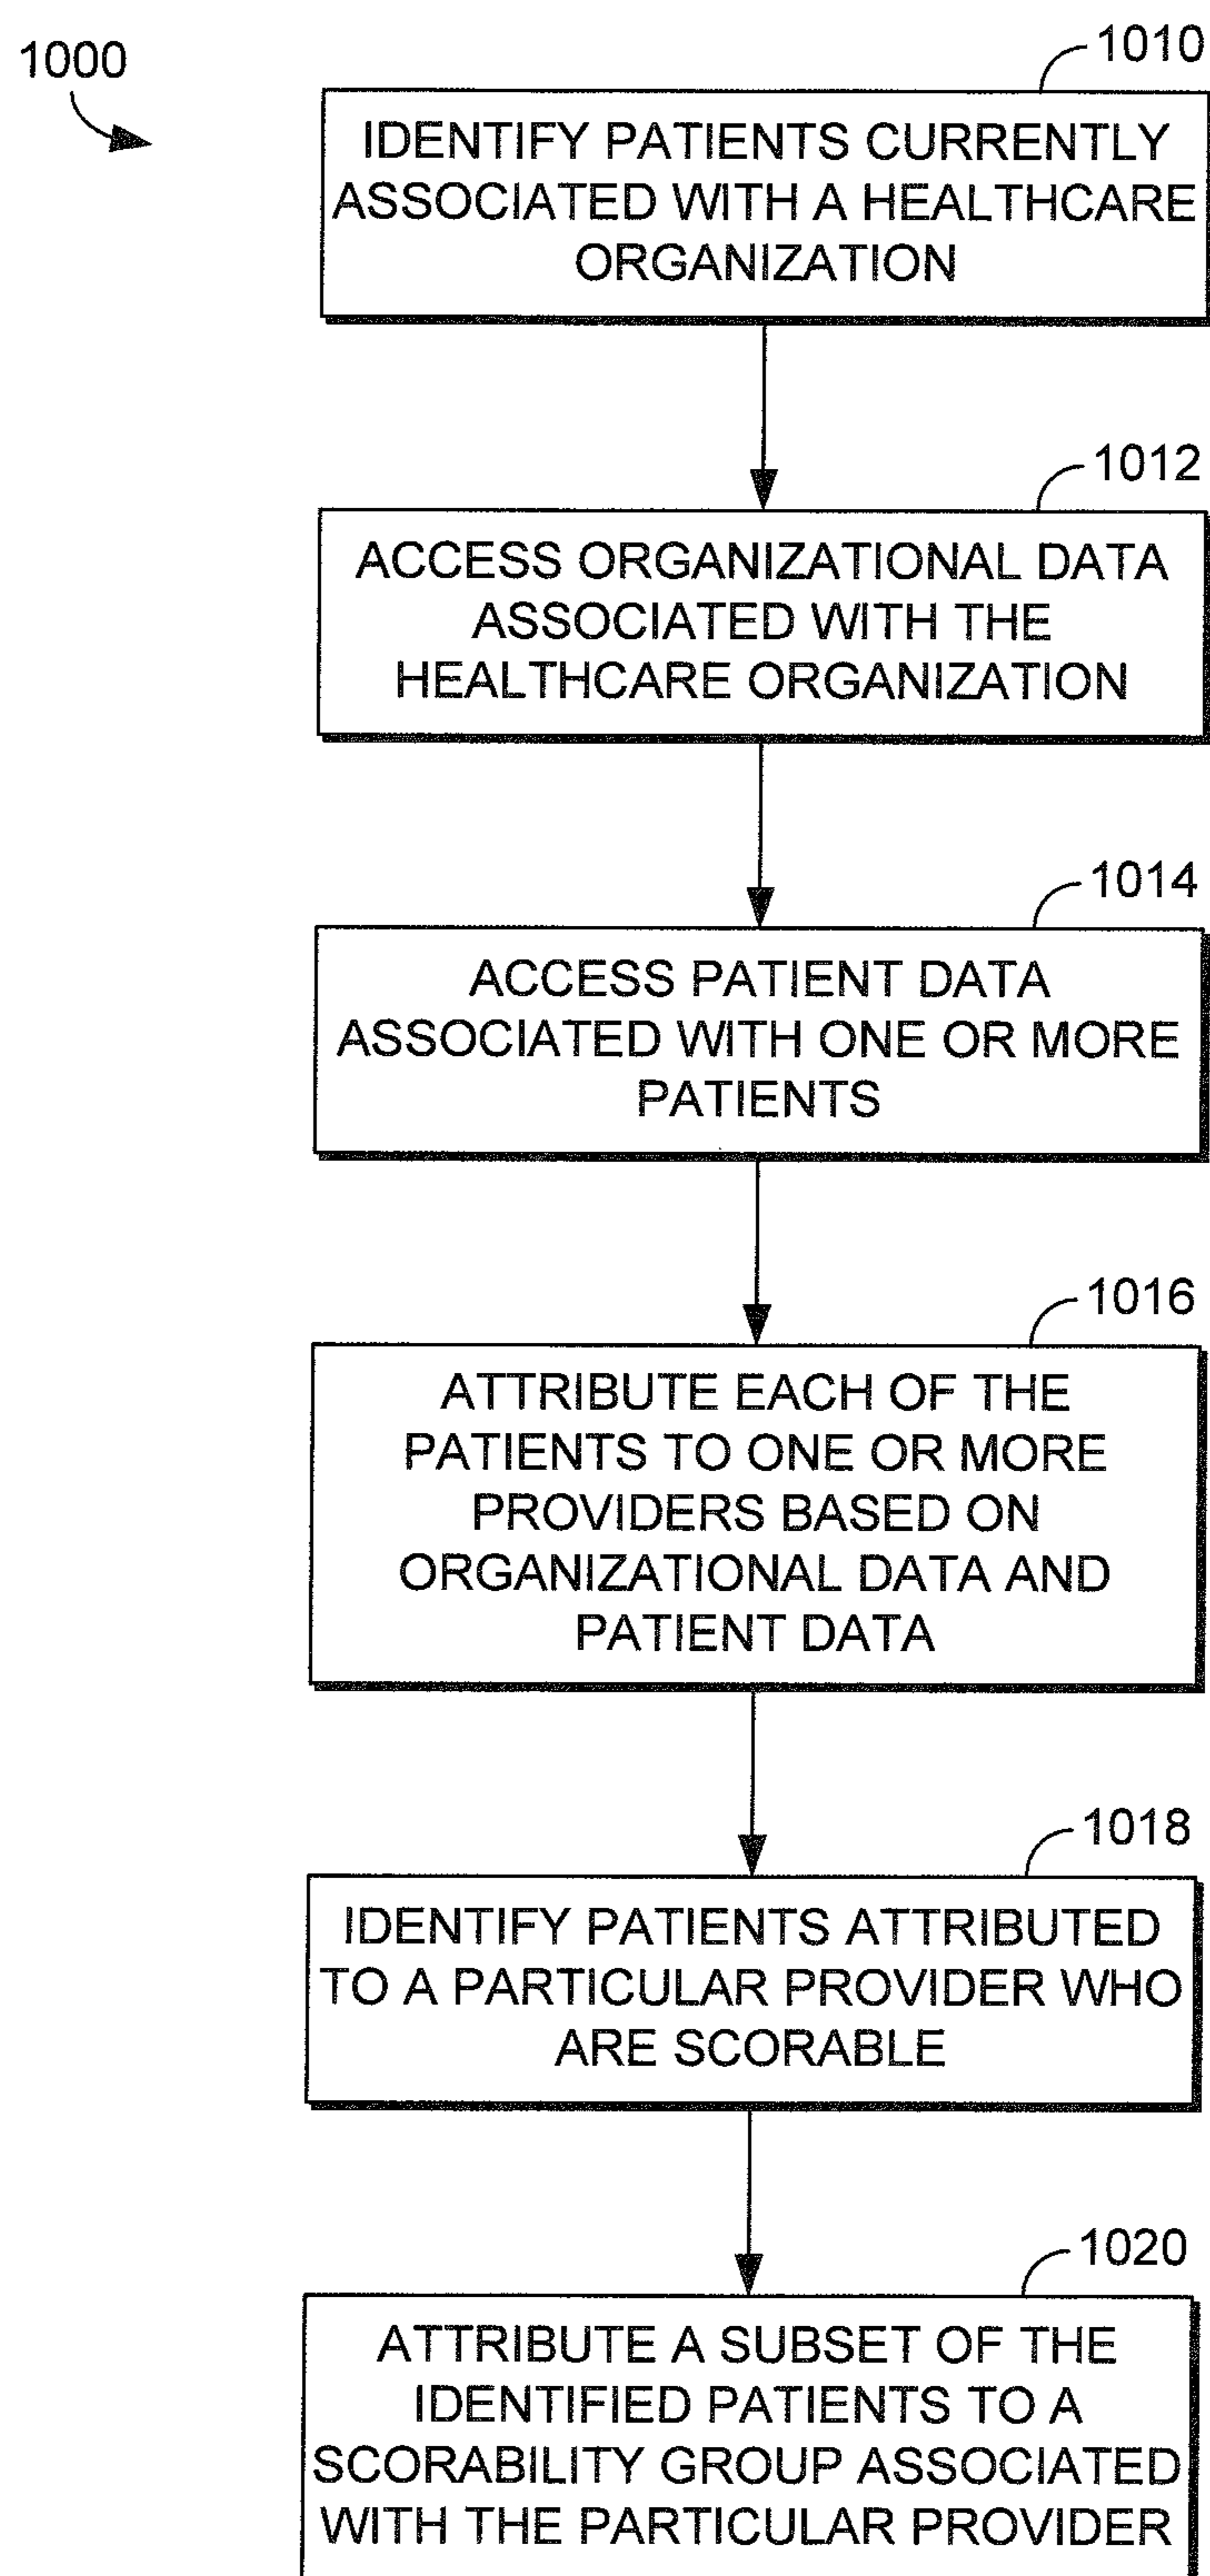 1000
1010
IDENTIFY PATIENTS CURRENTLY
ASSOCIATED WITH A HEALTHCARE
ORGANIZATION
1012
ACCESS ORGANIZATIONAL DATA
ASSOCIATED WITH THE
HEALTHCARE ORGANIZATION
1014
ACCESS PATIENT DATA
ASSOCIATED WITH ONE OR MORE
PATIENTS
1016
ATTRIBUTE EACH OF THE
PATIENTS TO ONE OR MORE
PROVIDERS BASED ON
ORGANIZATIONAL DATA AND
PATIENT DATA
1018
IDENTIFY PATIENTS ATTRIBUTED
TO A PARTICULAR PROVIDER WHO
ARE SCORABLE
1020
ATTRIBUTE A SUBSET OF THE
IDENTIFIED PATIENTS TO A
SCORABILITY GROUP ASSOCIATED
WITH THE PARTICULAR PROVIDER